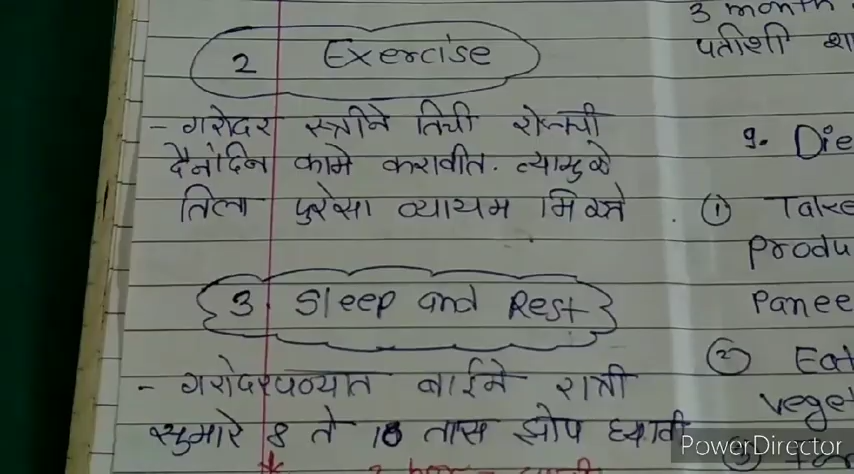 2 Exercise
- गरोदर स्त्रीने तिची रोजची
दैनंदिन कामे करावीत. त्यामुळे
तिला पुरेसा व्यायाम मिळते
3 Sleep and Rest
- गरोदरपणात बाईने रात्री
सुमारे 8 ते 10 तास झोप घ्यावी
3 month
पतीशी
9. Die
① Take
Produ
Panee
② Eat
vege
PowerDirector